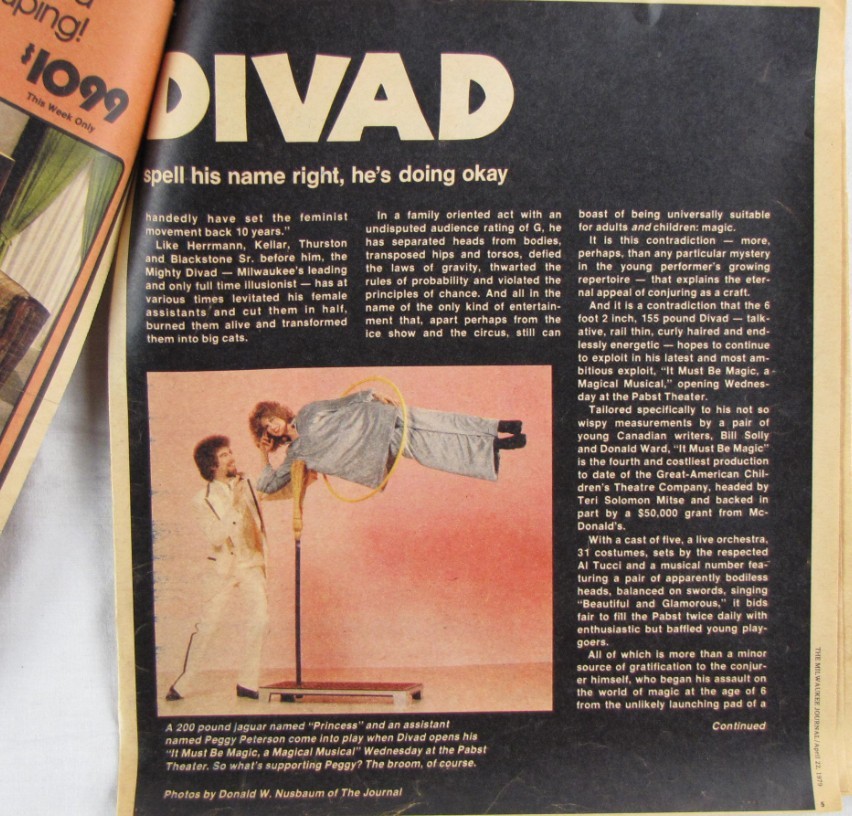 ping!
$1099
This Week Only
DIVAD
spell his name right, he's doing okay
handedly have set the feminist
movement back 10 years."
Like Herrmann, Kellar, Thurston
and Blackstone Sr. before him, the
Mighty Divad — Milwaukee's leading
and only full time illusionist — has at
various times levitated his female
assistants and cut them in half,
burned them alive and transformed
them into big cats.
In a family oriented act with an
undisputed audience rating of G, he
has separated heads from bodies,
transposed hips and torsos, defied
the laws of gravity, thwarted the
rules of probability and violated the
principles of chance. And all in the
name of the only kind of entertain-
ment that, apart perhaps from the
ice show and the circus, still can
boast of being universally suitable
for adults and children: magic.
It is this contradiction — more,
perhaps, than any particular mystery
in the young performer's growing
repertoire — that explains the eter-
nal appeal of conjuring as a craft.
And it is a contradiction that the 6
foot 2 inch, 155 pound Divad — talk-
ative, rail thin, curly haired and end-
lessly energetic — hopes to continue
to exploit in his latest and most am-
bitious exploit, "It Must Be Magic, a
Magical Musical," opening Wednes-
day at the Pabst Theater.
Tailored specifically to his not so
wispy measurements by a pair of
young Canadian writers, Bill Solly
and Donald Ward, "It Must Be Magic"
is the fourth and costliest production
to date of the Great-American Chil-
dren's Theatre Company, headed by
Teri Solomon Mitse and backed in
part by a $50,000 grant from Mc-
Donald's.
With a cast of five, a live orchestra,
31 costumes, sets by the respected
Al Tucci and a musical number fea-
turing a pair of apparently bodiless
heads, balanced on swords, singing
"Beautiful and Glamorous," it bids
fair to fill the Pabst twice daily with
enthusiastic but baffled young play-
goers.
All of which is more than a minor
source of gratification to the conjur-
er himself, who began his assault on
the world of magic at the age of 6
from the unlikely launching pad of a
Continued
A 200 pound jaguar named "Princess" and an assistant
named Peggy Peterson come into play when Divad opens his
"It Must Be Magic, a Magical Musical" Wednesday at the Pabst
Theater. So what's supporting Peggy? The broom, of course.
Photos by Donald W. Nusbaum of The Journal
THE MILWAUKEE JOURNAL/April 22, 1979
5